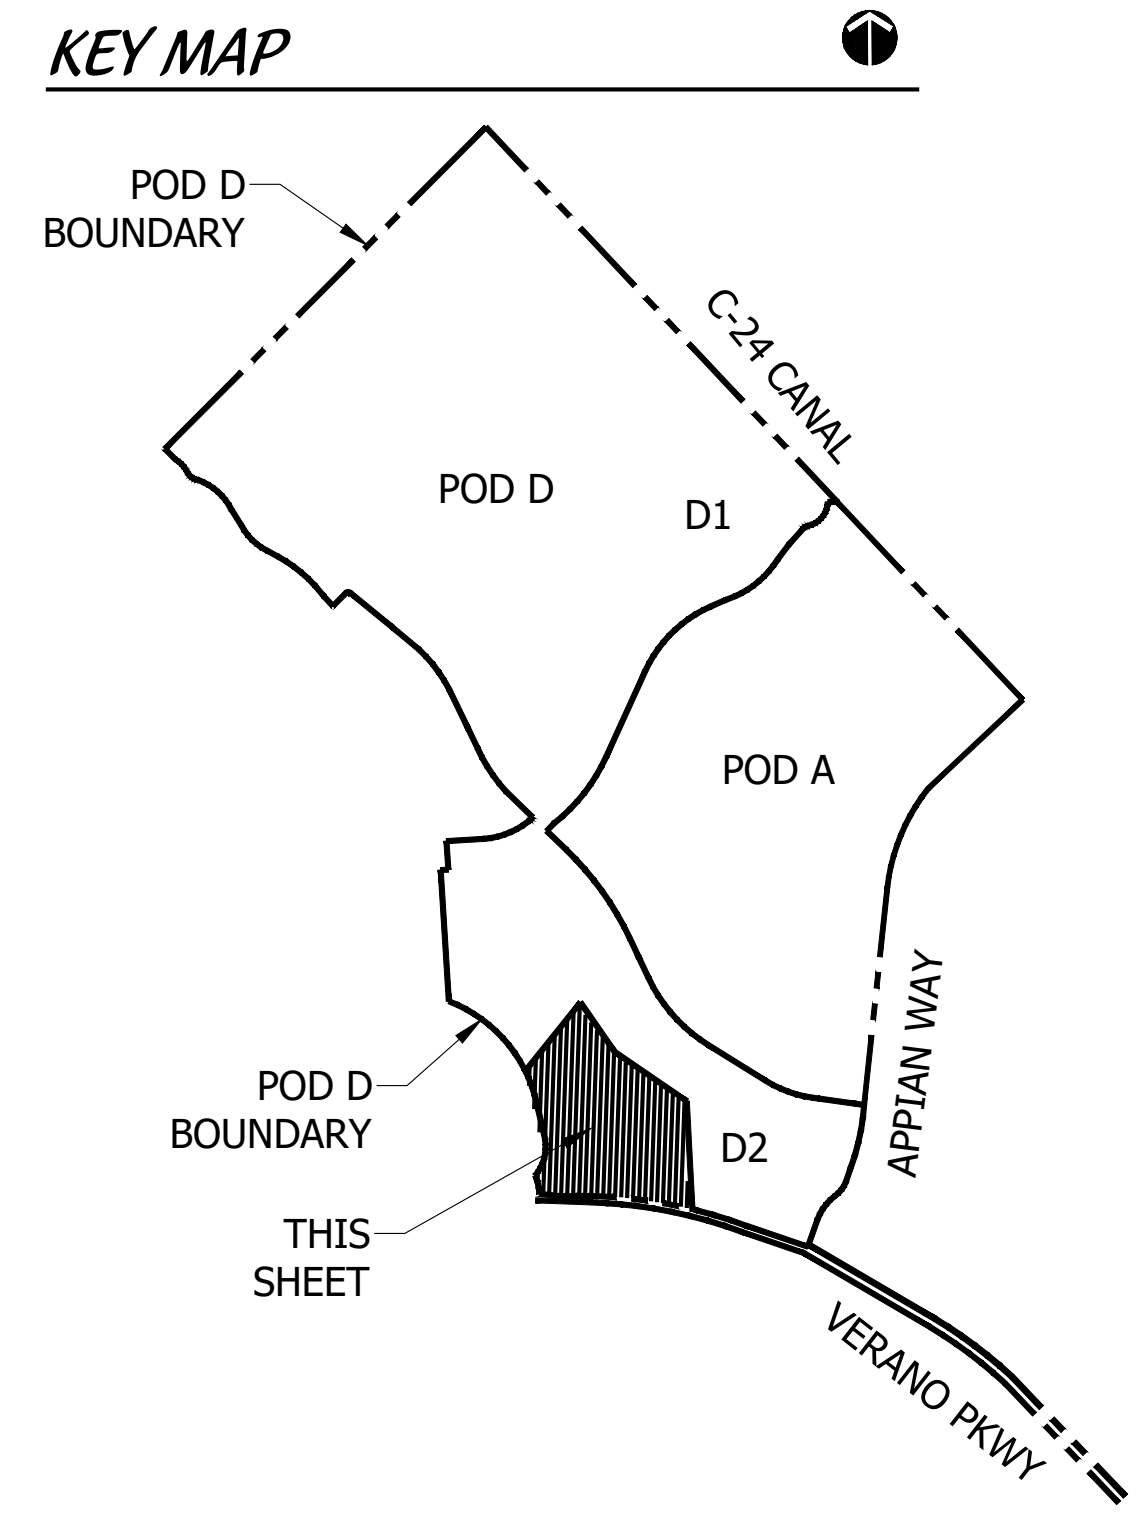 KEY MAP
POD D
BOUNDARY
C-24 CANAL
POD D
D1
POD A
APPIAN WAY
POD D
BOUNDARY
D2
THIS
SHEET
VERANO PKWY